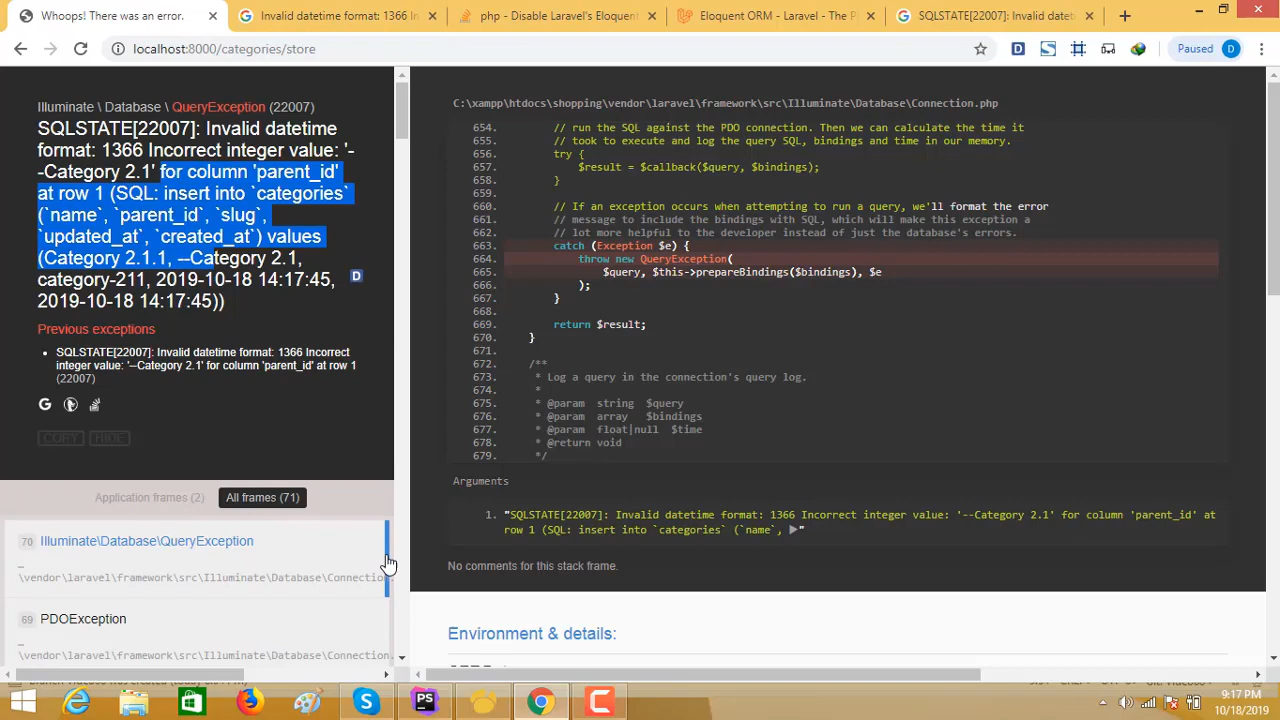 Whoops! There was an error.
Invalid datetime format: 1366 In
php - Disable Laravel's Eloquent
Eloquent ORM - Laravel - The P
SQLSTATE[22007]: Invalid dateti
localhost:8000/categories/store
Paused D
Illuminate \ Database \ QueryException (22007)
SQLSTATE[22007]: Invalid datetime
format: 1366 Incorrect integer value: '-
-Category 2.1' for column 'parent_id'
at row 1 (SQL: insert into `categories`
(`name`, `parent_id`, `slug`,
`updated_at`, `created_at`) values
(Category 2.1.1, --Category 2.1,
category-211, 2019-10-18 14:17:45,
2019-10-18 14:17:45))
Previous exceptions
• SQLSTATE[22007]: Invalid datetime format: 1366 Incorrect
integer value: '--Category 2.1' for column 'parent_id' at row 1
(22007)
COPY HIDE
Application frames (2) All frames (71)
70 Illuminate\Database\QueryException
…
\vendor\laravel\framework\src\Illuminate\Database\Connection.
69 PDOException
…
\vendor\laravel\framework\src\Illuminate\Database\Connection.
C:\xampp\htdocs\shopping\vendor\laravel\framework\src\Illuminate\Database\Connection.php
654. // run the SQL against the PDO connection. Then we can calculate the time it
655. // took to execute and log the query SQL, bindings and time in our memory.
656. try {
657. $result = $callback($query, $bindings);
658. }
659.
660. // If an exception occurs when attempting to run a query, we'll format the error
661. // message to include the bindings with SQL, which will make this exception a
662. // lot more helpful to the developer instead of just the database's errors.
663. catch (Exception $e) {
664. throw new QueryException(
665. $query, $this->prepareBindings($bindings), $e
666. );
667. }
668.
669. return $result;
670. }
671.
672. /**
673. * Log a query in the connection's query log.
674. *
675. * @param string $query
676. * @param array $bindings
677. * @param float|null $time
678. * @return void
679. */
Arguments
1. "SQLSTATE[22007]: Invalid datetime format: 1366 Incorrect integer value: '--Category 2.1' for column 'parent_id' at
row 1 (SQL: insert into `categories` (`name`, ▶"
No comments for this stack frame.
Environment & details:
9:17 PM
10/18/2019